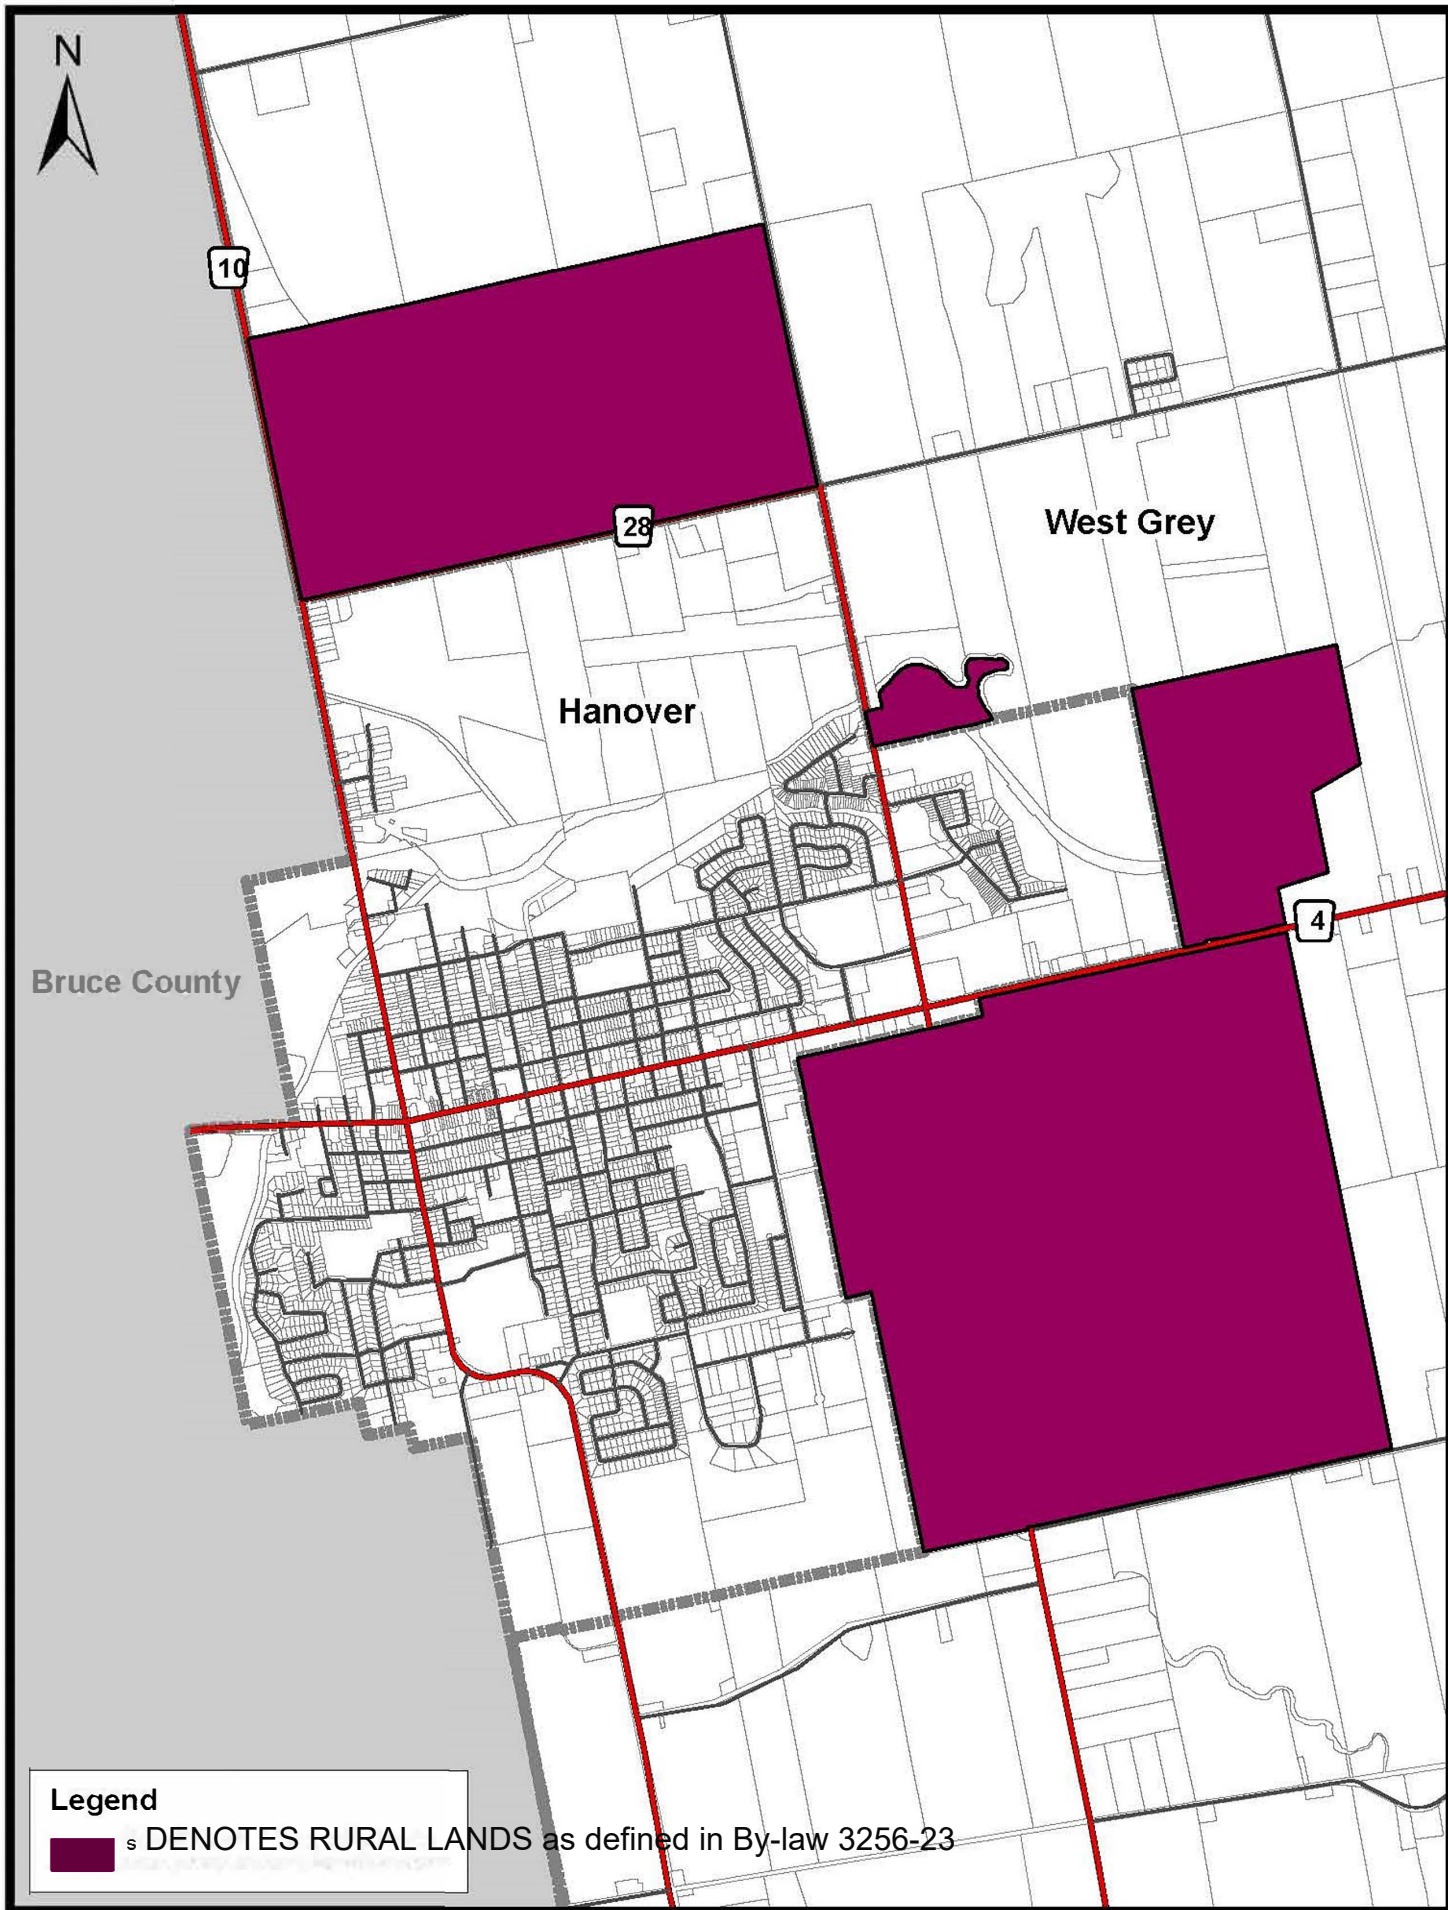 N
10
28
West Grey
Hanover
4
Bruce County
Legend
s DENOTES RURAL LANDS as defined in By-law 3256-23